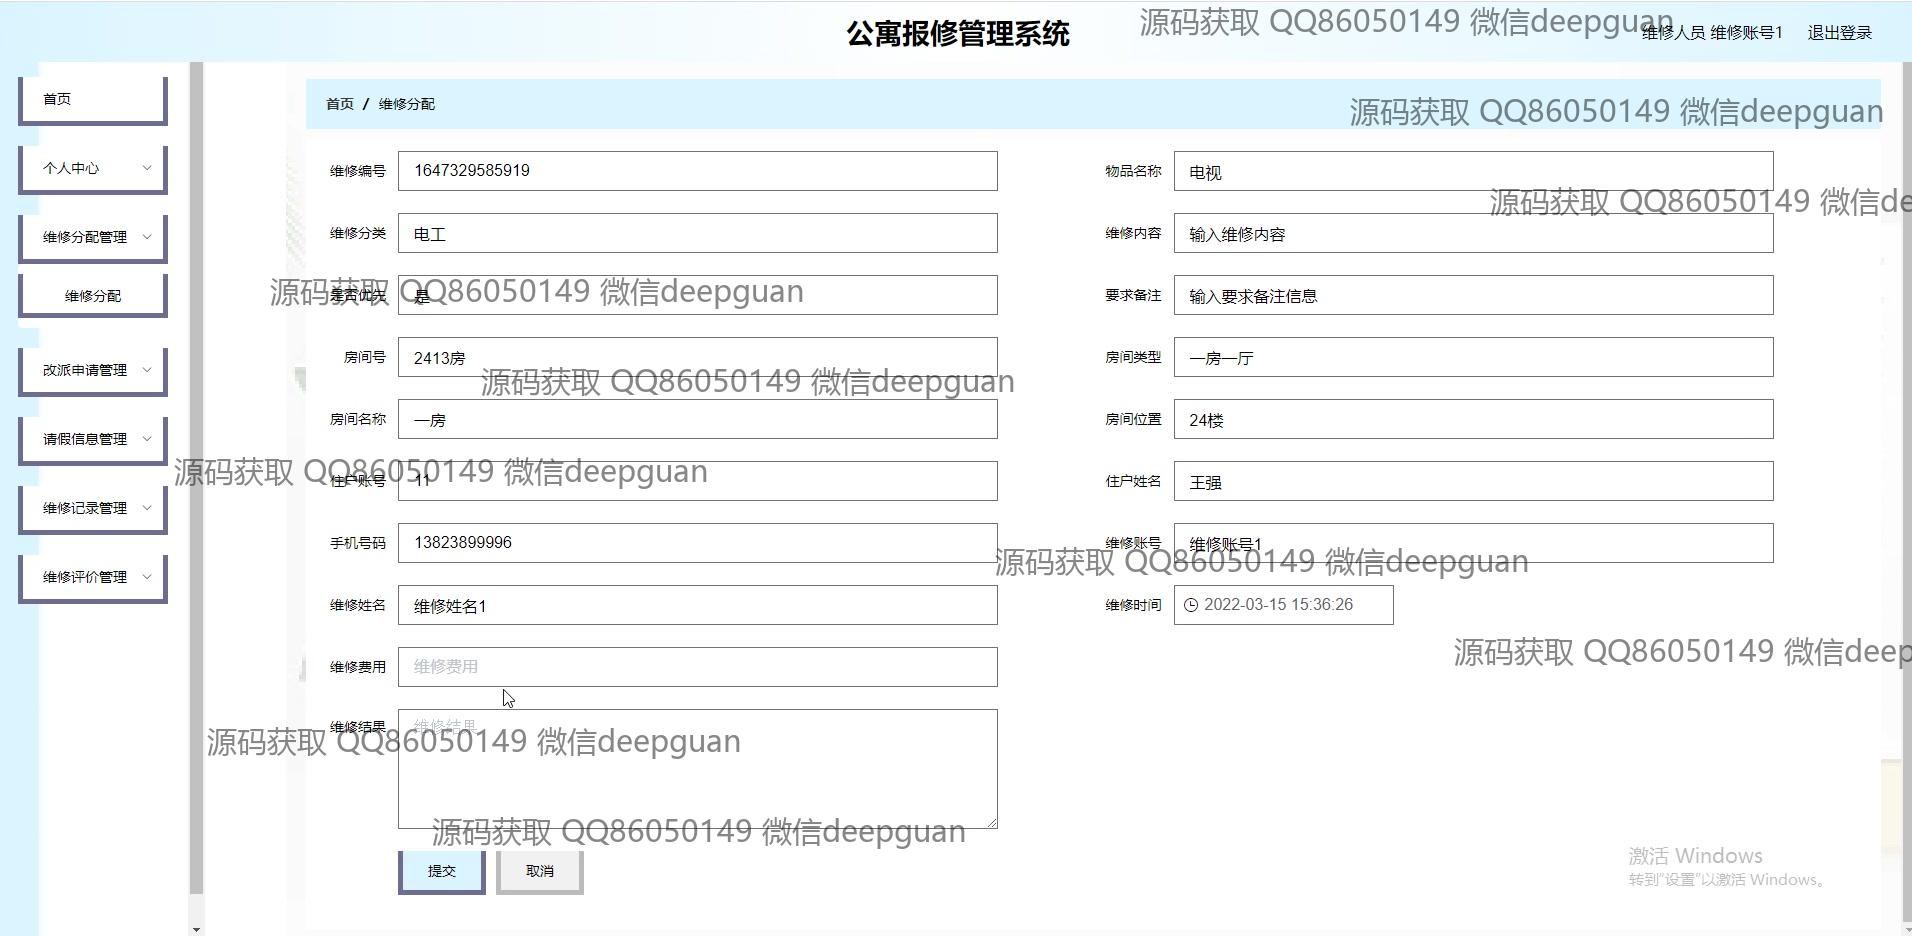 公寓报修管理系统
源码获取 QQ86050149 微信deepguan
维修人员 维修账号1 退出登录
首页
个人中心
维修分配管理
维修分配
改派申请管理
请假信息管理
维修记录管理
维修评价管理
首页 / 维修分配
源码获取 QQ86050149 微信deepguan
维修编号 1647329585919 物品名称 电视
源码获取 QQ86050149 微信de
维修分类 电工 维修内容 输入维修内容
源码获取 QQ86050149 微信deepguan
是否优先 是 要求备注 输入要求备注信息
房间号 2413房 房间类型 一房一厅
源码获取 QQ86050149 微信deepguan
房间名称 一房 房间位置 24楼
源码获取 QQ86050149 微信deepguan
住户账号 11 住户姓名 王强
手机号码 13823899996 维修账号 维修账号1
源码获取 QQ86050149 微信deepguan
维修姓名 维修姓名1 维修时间 2022-03-15 15:36:26
源码获取 QQ86050149 微信deep
维修费用 维修费用
维修结果 维修结果
源码获取 QQ86050149 微信deepguan
源码获取 QQ86050149 微信deepguan
提交 取消
激活 Windows
转到“设置”以激活 Windows。